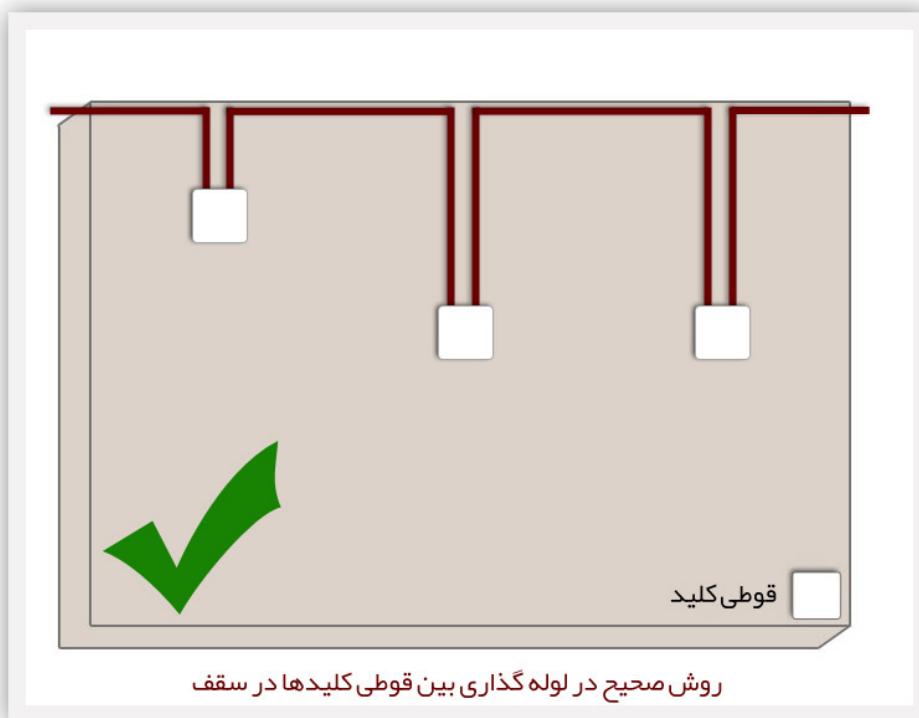 قوطی کلید
روش صحیح در لوله گذاری بین قوطی کلیدها در سقف